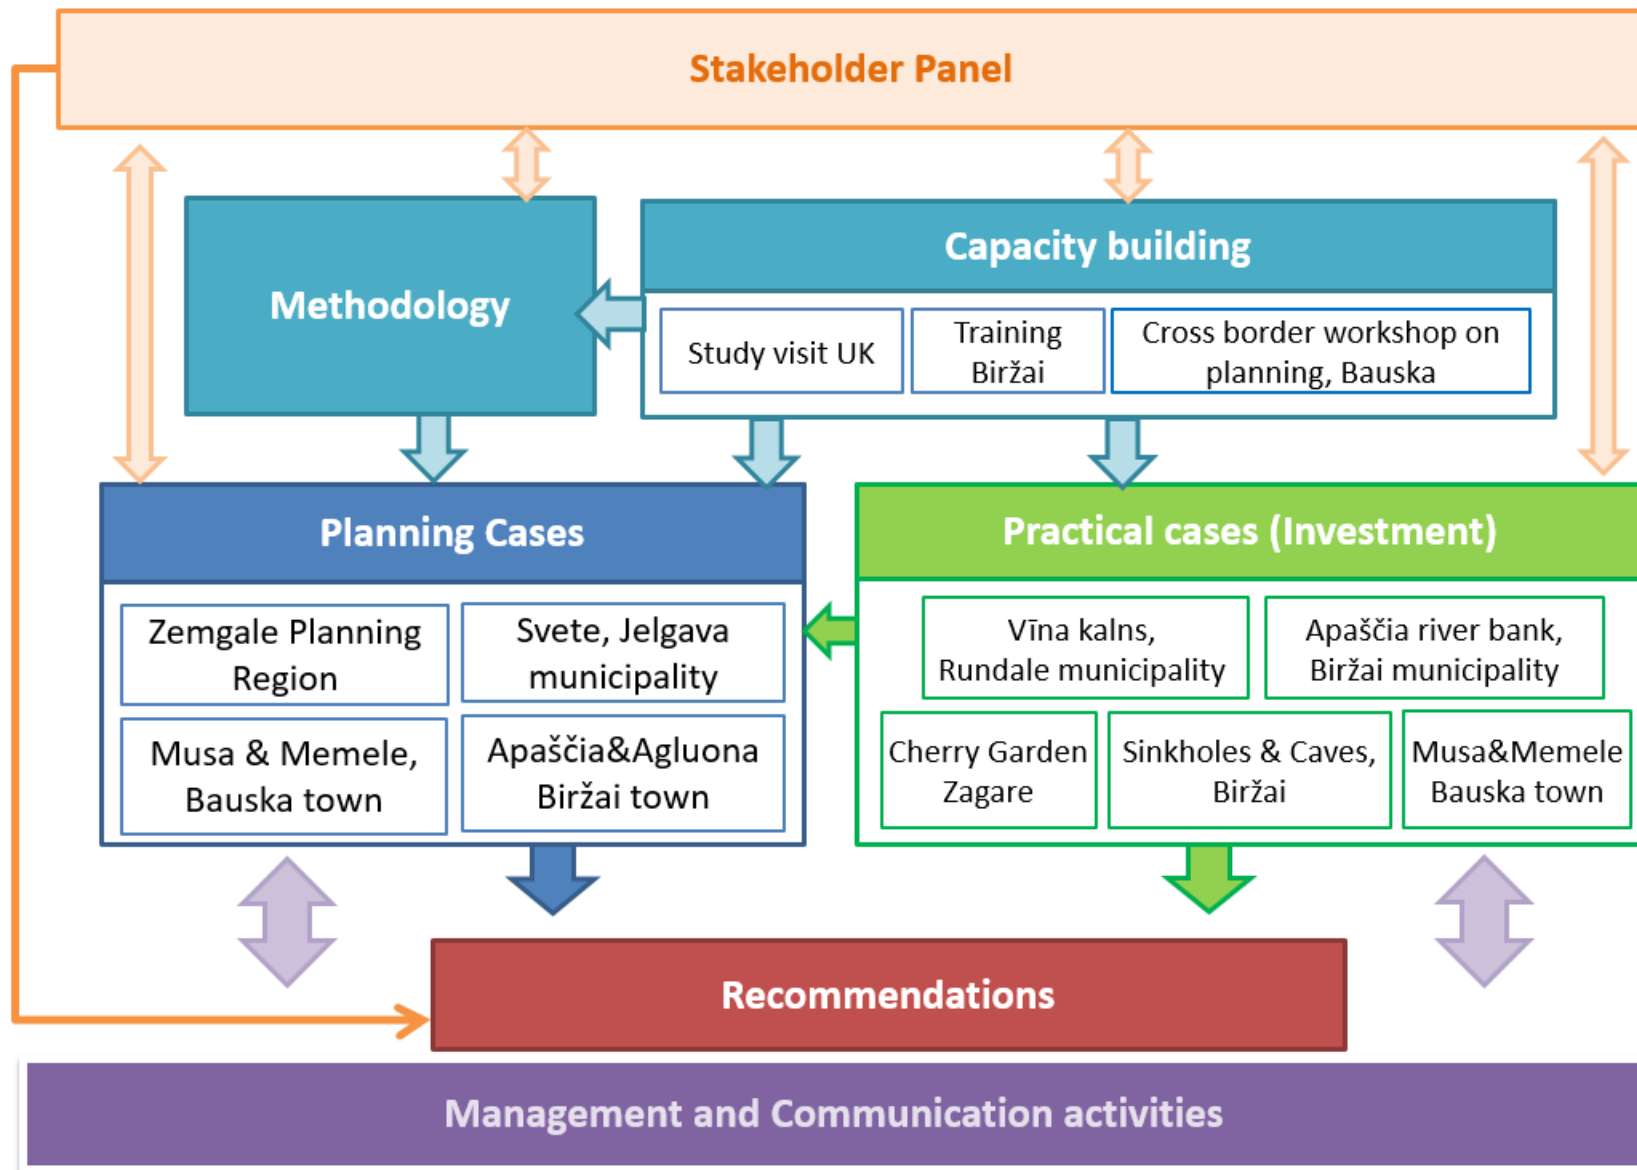 Stakeholder Panel
Methodology
Capacity building
Study visit UK
Training
Biržai
Cross border workshop on
planning, Bauska
Planning Cases
Zemgale Planning
Region
Svete, Jelgava
municipality
Musa & Memele,
Bauska town
Apaščia&Agluona
Biržai town
Practical cases (Investment)
Vīna kalns,
Rundale municipality
Apaščia river bank,
Biržai municipality
Cherry Garden
Zagare
Sinkholes & Caves,
Biržai
Musa&Memele
Bauska town
Recommendations
Management and Communication activities